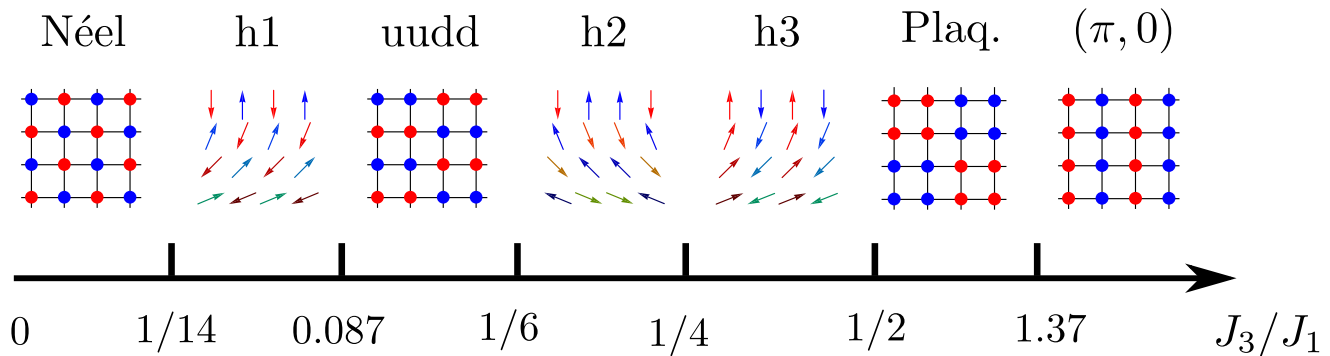 Néel h1 uudd h2 h3 Plaq. (π, 0)
0 1/14 0.087 1/6 1/4 1/2 1.37 J₃/J₁